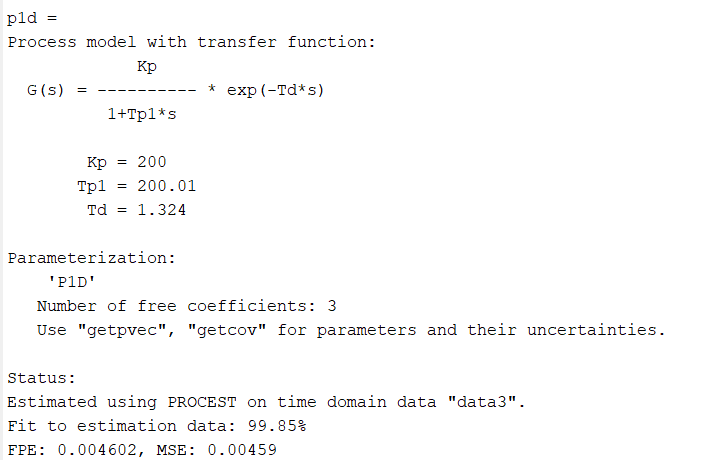 p1d =
Process model with transfer function:
Kp
G(s) = ---------- * exp(-Td*s)
1+Tp1*s
Kp = 200
Tp1 = 200.01
Td = 1.324
Parameterization:
'P1D'
Number of free coefficients: 3
Use "getpvec", "getcov" for parameters and their uncertainties.
Status:
Estimated using PROCEST on time domain data "data3".
Fit to estimation data: 99.85%
FPE: 0.004602, MSE: 0.00459